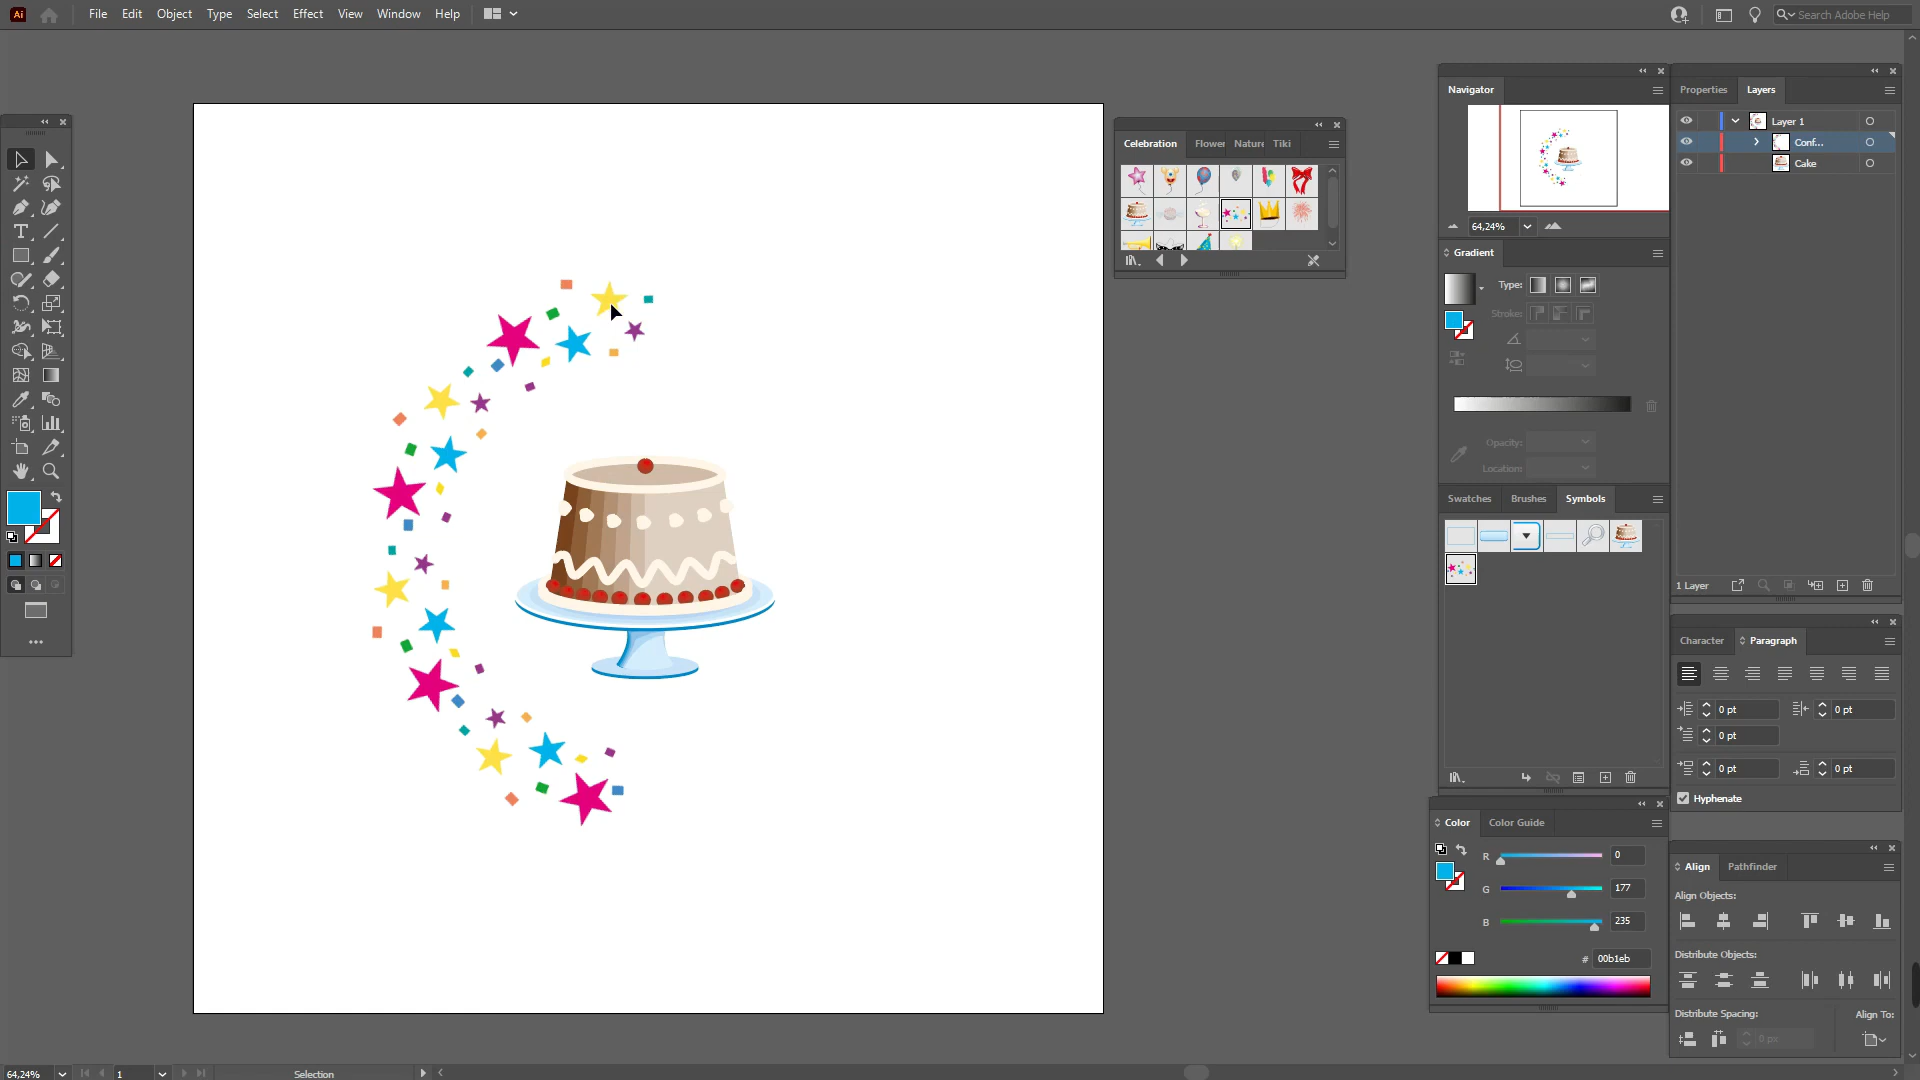 Ai File Edit Object Type Select Effect View Window Help Search Adobe Help
Navigator
64,24%
Properties Layers
Layer 1
Conf...
Cake
Celebration Flower Nature Tiki
Gradient
Type:
Stroke:
Opacity:
Location:
Swatches Brushes Symbols
1 Layer
Character Paragraph
0 pt 0 pt
0 pt
0 pt 0 pt
Hyphenate
Color Color Guide
R 0
G 177
B 235
# 00b1eb
Align Pathfinder
Align Objects:
Distribute Objects:
Distribute Spacing: Align To:
0 px
64,24% 1 Selection